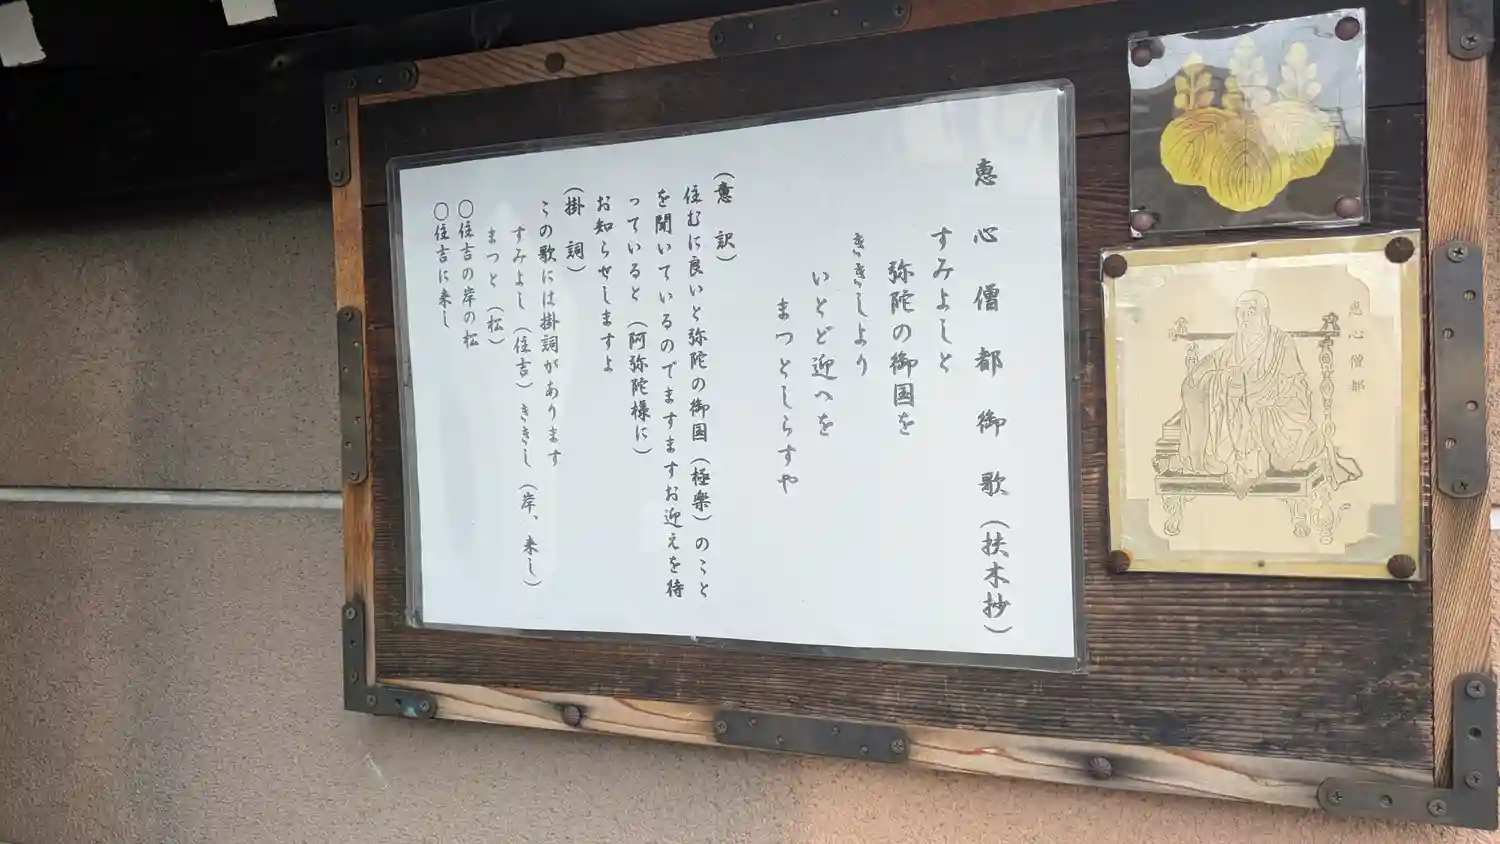 恵心僧都御歌（扶木抄）
すみよしと
弥陀の御国を
ききしより
いとど迎へを
まつとしらすや
（意訳）
住むに良いと弥陀の御国（極楽）のこと
を聞いているのでますますお迎えを待
っていると（阿弥陀様に）
お知らせしますよ
（掛詞）
この歌には掛詞があります
すみよし（住吉）ききし（岸、来し）
まつと（松）
〇住吉の岸の松
〇住吉に来し
恵心僧都